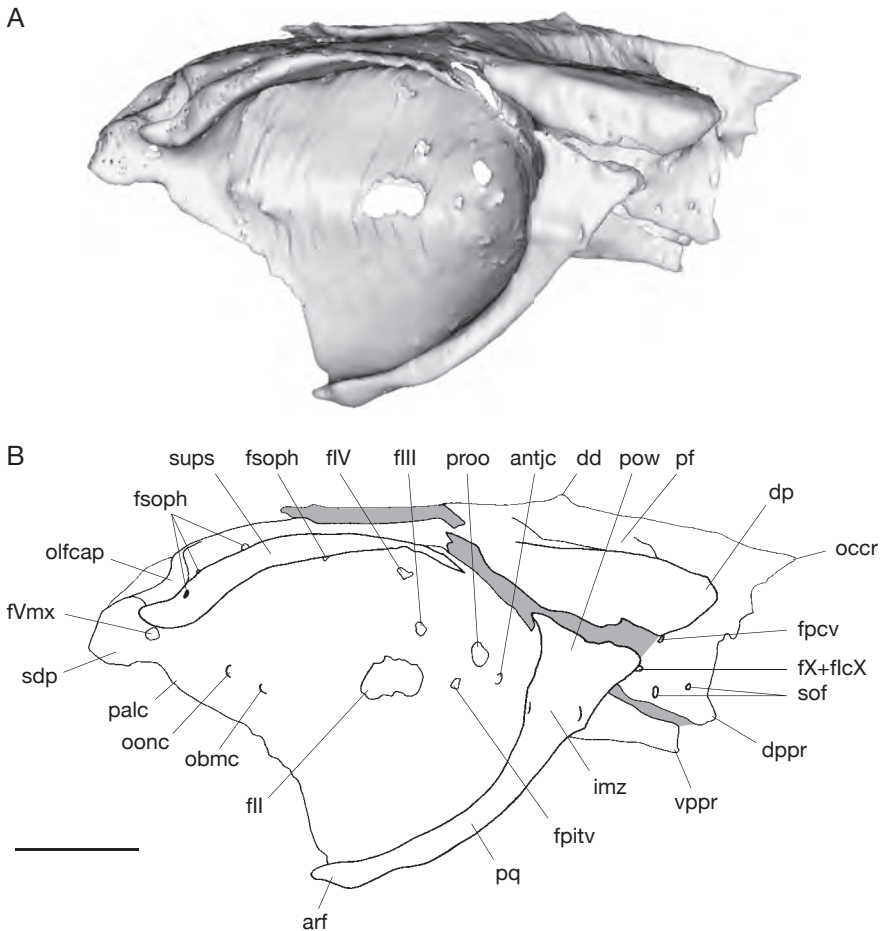 A
B
sups fsoph fIV fIII proo antjc dd pow pf
dp
fsoph
olfcap
occr
fVmx
fpcv
fX+fIcX
sdp
sof
palc
oonc
obmc
dppr
fII
imz
vppr
fpitv
pq
arf